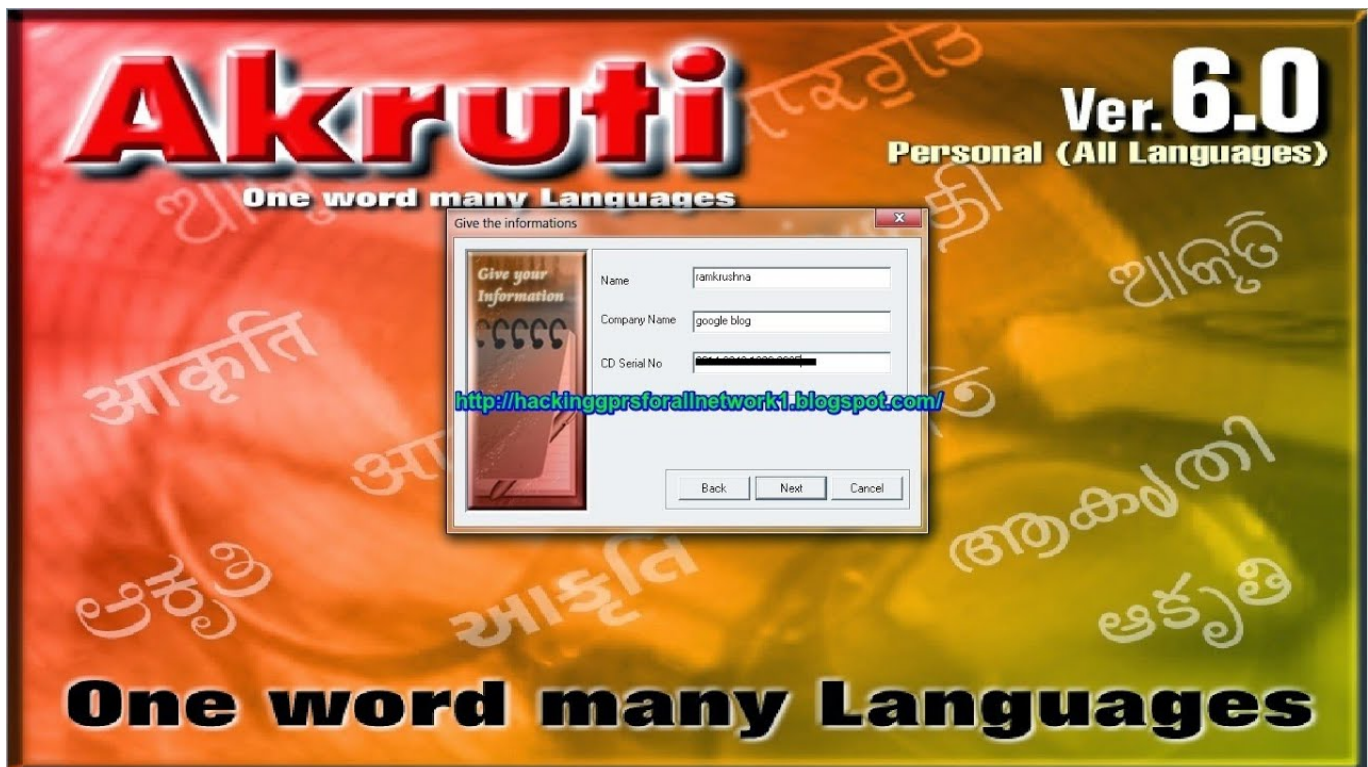 Akruti
One word many Languages
Ver. 6.0
Personal (All Languages)
Give the informations
Give your
Information
Name ramkrushna
Company Name google blog
CD Serial No
http://hackinggprsforallnetwork1.blogspot.com/
Back Next Cancel
आकृति
આકૃતિ
ആകൃതി
ಆಕೃತಿ
One word many Languages